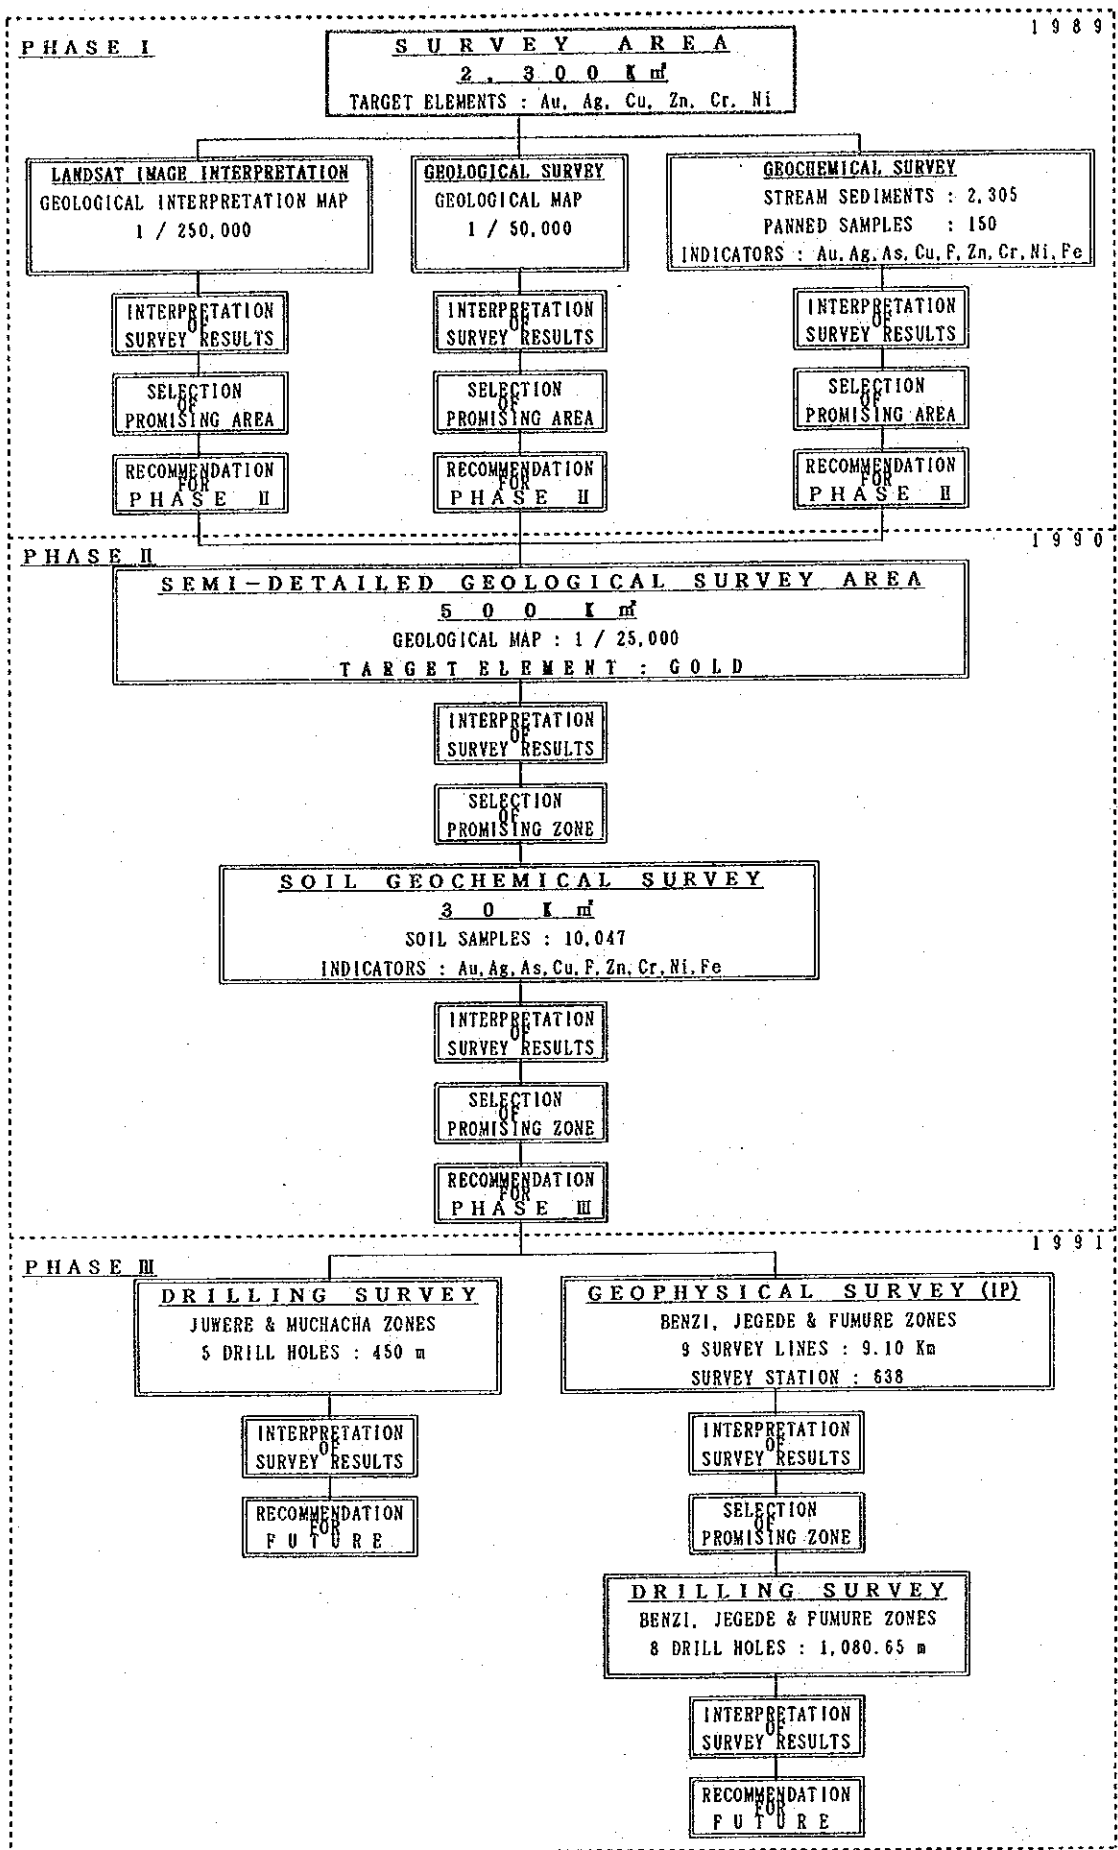 1989
PHASE I
SURVEY AREA
2,300 Km²
TARGET ELEMENTS : Au, Ag, Cu, Zn, Cr, Ni
LANDSAT IMAGE INTERPRETATION
GEOLOGICAL INTERPRETATION MAP
1 / 250,000
GEOLOGICAL SURVEY
GEOLOGICAL MAP
1 / 50,000
GEOCHEMICAL SURVEY
STREAM SEDIMENTS : 2,305
PANNED SAMPLES : 150
INDICATORS : Au, Ag, As, Cu, F, Zn, Cr, Ni, Fe
INTERPRETATION
OF
SURVEY RESULTS
INTERPRETATION
OF
SURVEY RESULTS
INTERPRETATION
OF
SURVEY RESULTS
SELECTION
OF
PROMISING AREA
SELECTION
OF
PROMISING AREA
SELECTION
OF
PROMISING AREA
RECOMMENDATION
FOR
PHASE II
RECOMMENDATION
FOR
PHASE II
RECOMMENDATION
FOR
PHASE II
1990
PHASE II
SEMI-DETAILED GEOLOGICAL SURVEY AREA
500 Km²
GEOLOGICAL MAP : 1 / 25,000
TARGET ELEMENT : GOLD
INTERPRETATION
OF
SURVEY RESULTS
SELECTION
OF
PROMISING ZONE
SOIL GEOCHEMICAL SURVEY
30 Km²
SOIL SAMPLES : 10,047
INDICATORS : Au, Ag, As, Cu, F, Zn, Cr, Ni, Fe
INTERPRETATION
OF
SURVEY RESULTS
SELECTION
OF
PROMISING ZONE
RECOMMENDATION
FOR
PHASE III
1991
PHASE III
DRILLING SURVEY
JUWERE & MUCHACHA ZONES
5 DRILL HOLES : 450 m
GEOPHYSICAL SURVEY (IP)
BENZI, JEGEDE & FUMURE ZONES
9 SURVEY LINES : 9.10 Km
SURVEY STATION : 638
INTERPRETATION
OF
SURVEY RESULTS
RECOMMENDATION
FOR
FUTURE
INTERPRETATION
OF
SURVEY RESULTS
SELECTION
OF
PROMISING ZONE
DRILLING SURVEY
BENZI, JEGEDE & FUMURE ZONES
8 DRILL HOLES : 1,080.65 m
INTERPRETATION
OF
SURVEY RESULTS
RECOMMENDATION
FOR
FUTURE